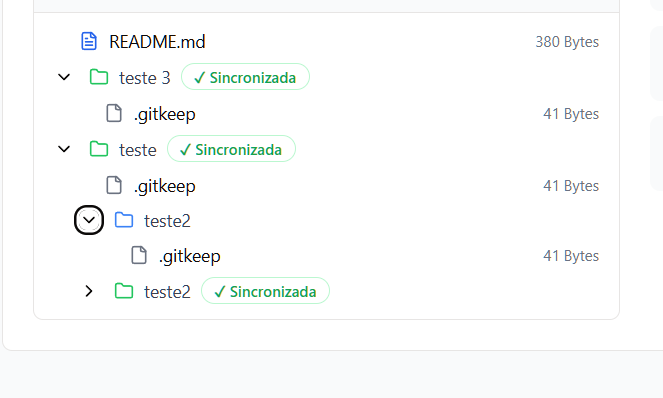 README.md 380 Bytes
teste 3 ✓ Sincronizada
.gitkeep 41 Bytes
teste ✓ Sincronizada
.gitkeep 41 Bytes
teste2
.gitkeep 41 Bytes
teste2 ✓ Sincronizada